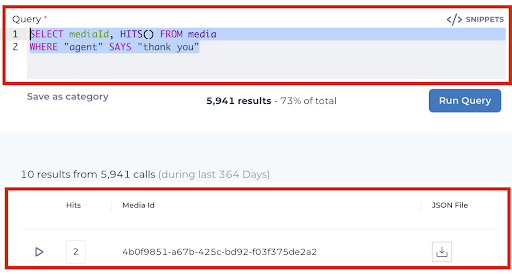 Query *
</> SNIPPETS
1 SELECT mediaId, HITS() FROM media
2 WHERE "agent" SAYS "thank you"
Save as category
5,941 results - 73% of total
Run Query
10 results from 5,941 calls (during last 364 Days)
Hits Media Id JSON File
2 4b0f9851-a67b-425c-bd92-f03f375de2a2